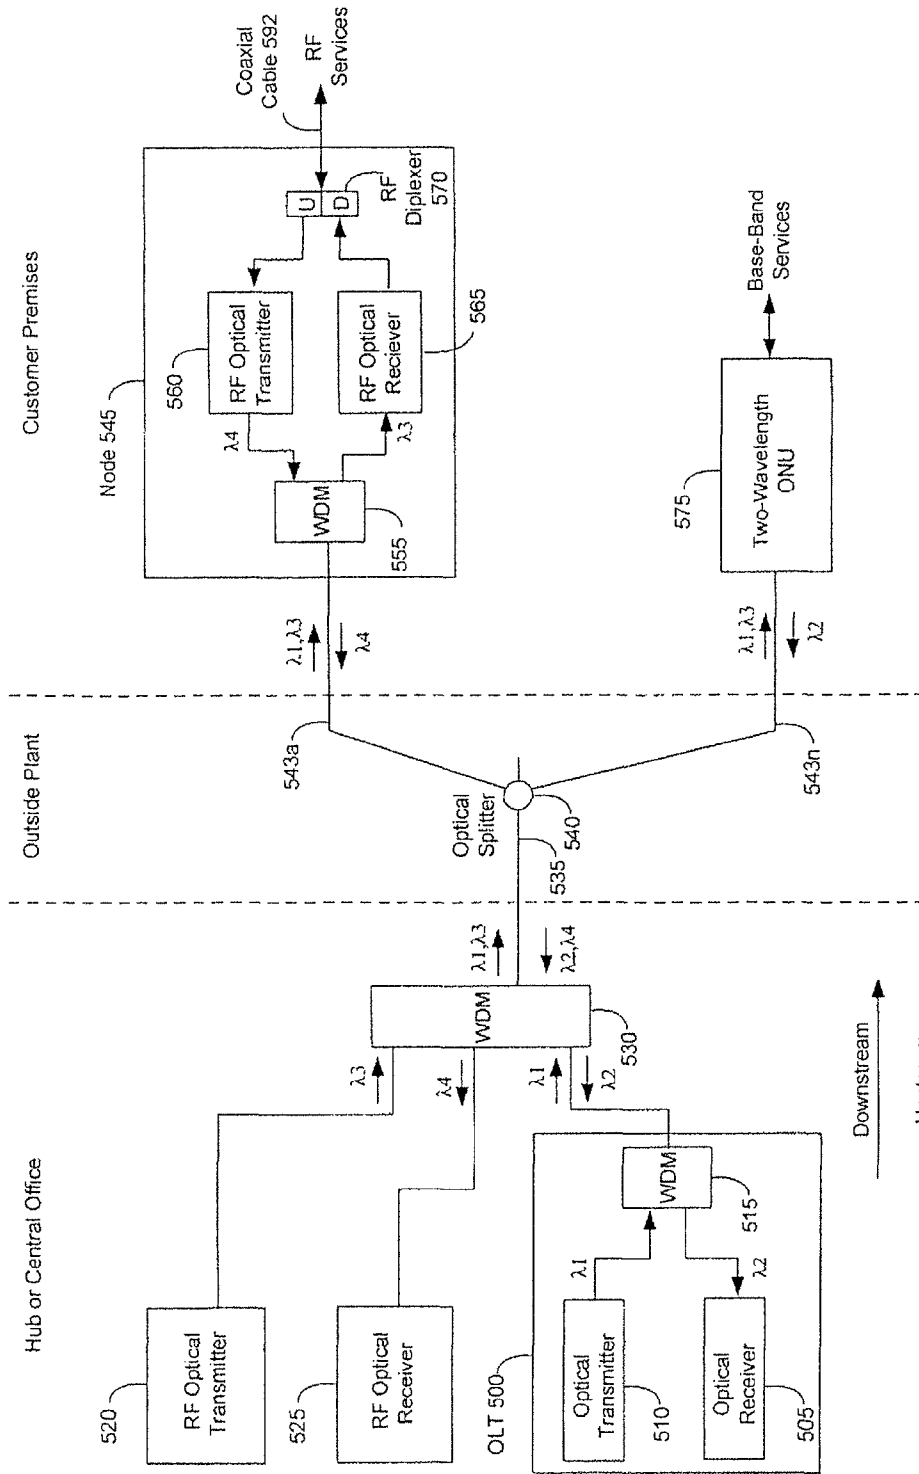 Hub or Central Office
Outside Plant
Customer Premises
520
RF Optical
Transmitter
525
RF Optical
Receiver
OLT 500
Optical
Transmitter
510
Optical
Receiver
505
λ1
λ2
WDM
515
λ3
λ4
λ1
λ2
WDM
530
λ1,λ3
λ2,λ4
Optical
Splitter
535
540
543a
543n
λ1,λ3
λ4
λ1,λ3
λ2
Node 545
WDM
555
λ4
λ3
560
RF Optical
Transmitter
RF Optical
Reciever
565
U
D
RF
Diplexer
570
Coaxial
Cable 592
RF
Services
575
Two-Wavelength
ONU
Base-Band
Services
Downstream